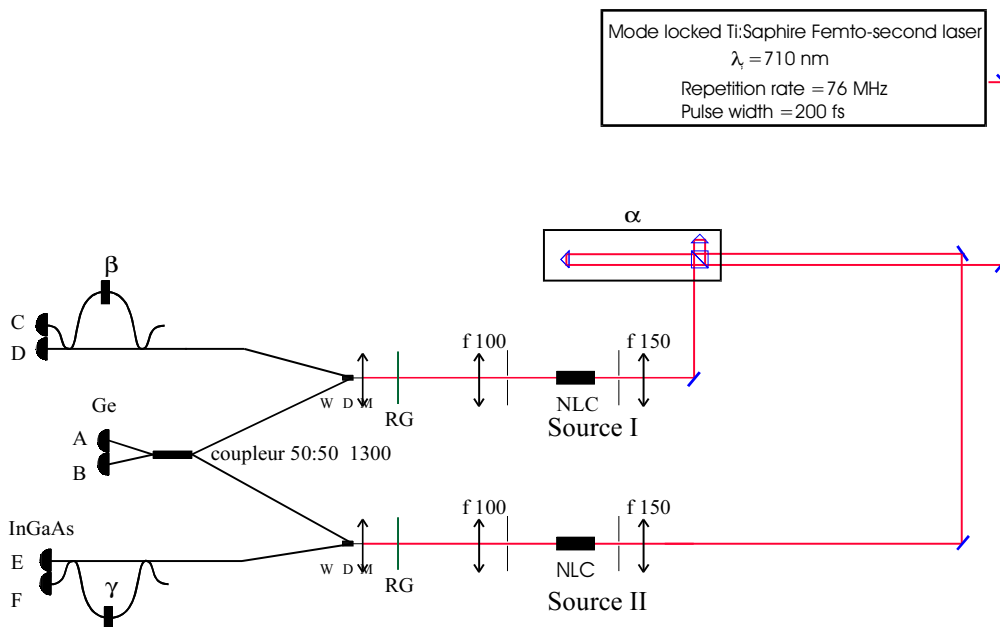 Mode locked Ti:Saphire Femto-second laser
λ =710 nm
Repetition rate =76 MHz
Pulse width =200 fs
α
β
C
D
f 100
f 150
W D M
RG
NLC
Source I
Ge
A
B
coupleur 50:50 1300
f 100
f 150
InGaAs
E
F
γ
W D M
RG
NLC
Source II